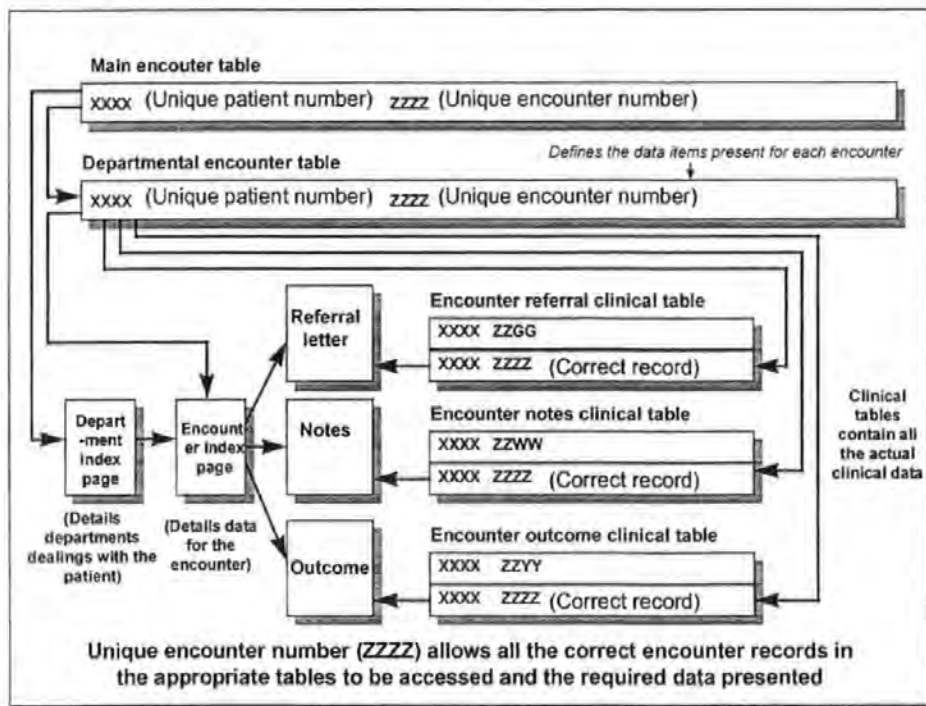 Main encouter table
XXXX (Unique patient number) ZZZZ (Unique encounter number)
Departmental encounter table
Defines the data items present for each encounter
XXXX (Unique patient number) ZZZZ (Unique encounter number)
Referral
letter
Encounter referral clinical table
XXXX ZZGG
XXXX ZZZZ (Correct record)
Depart
-ment
index
page
(Details
departments
dealings with the
patient)
Encount
er index
page
(Details data
for the
encounter)
Notes
Encounter notes clinical table
XXXX ZZWW
XXXX ZZZZ (Correct record)
Clinical
tables
contain all
the actual
clinical data
Outcome
Encounter outcome clinical table
XXXX ZZYY
XXXX ZZZZ (Correct record)
Unique encounter number (ZZZZ) allows all the correct encounter records in
the appropriate tables to be accessed and the required data presented